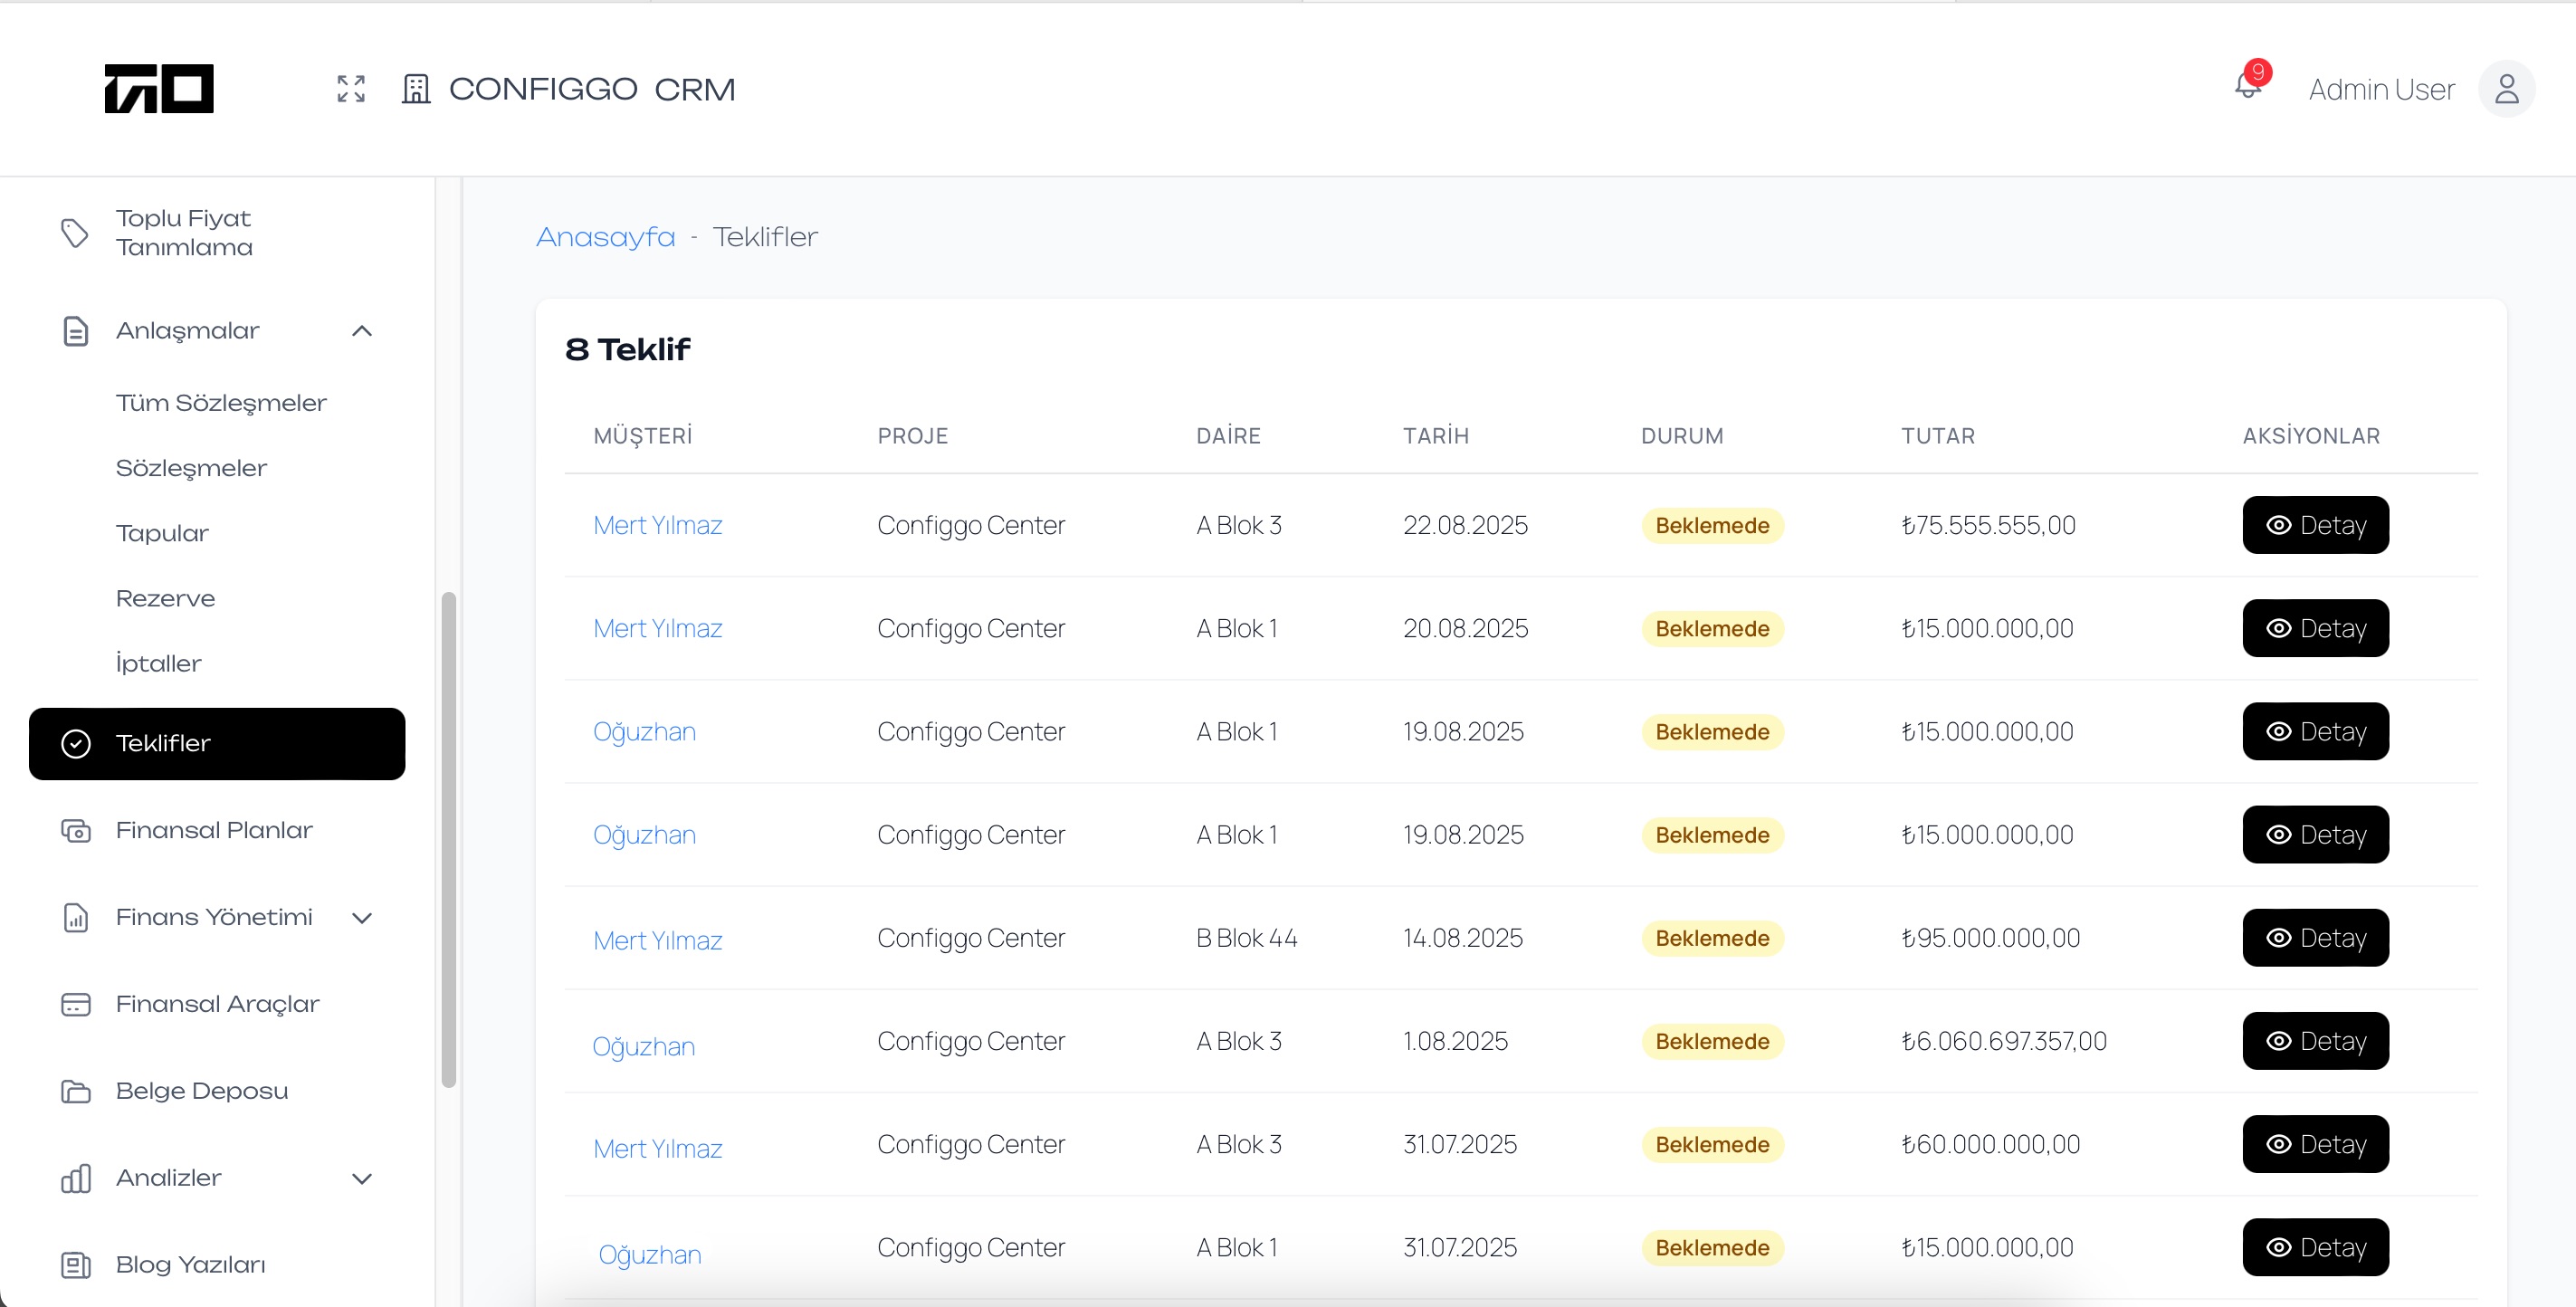 CONFIGGO CRM
9
Admin User
Toplu Fiyat
Tanımlama
Anlaşmalar
Tüm Sözleşmeler
Sözleşmeler
Tapular
Rezerve
İptaller
Teklifler
Finansal Planlar
Finans Yönetimi
Finansal Araçlar
Belge Deposu
Analizler
Blog Yazıları
Anasayfa - Teklifler
8 Teklif
MÜŞTERİ PROJE DAİRE TARİH DURUM TUTAR AKSİYONLAR
Mert Yılmaz Configgo Center A Blok 3 22.08.2025 Beklemede ₺75.555.555,00 Detay
Mert Yılmaz Configgo Center A Blok 1 20.08.2025 Beklemede ₺15.000.000,00 Detay
Oğuzhan Configgo Center A Blok 1 19.08.2025 Beklemede ₺15.000.000,00 Detay
Oğuzhan Configgo Center A Blok 1 19.08.2025 Beklemede ₺15.000.000,00 Detay
Mert Yılmaz Configgo Center B Blok 44 14.08.2025 Beklemede ₺95.000.000,00 Detay
Oğuzhan Configgo Center A Blok 3 1.08.2025 Beklemede ₺6.060.697.357,00 Detay
Mert Yılmaz Configgo Center A Blok 3 31.07.2025 Beklemede ₺60.000.000,00 Detay
Oğuzhan Configgo Center A Blok 1 31.07.2025 Beklemede ₺15.000.000,00 Detay